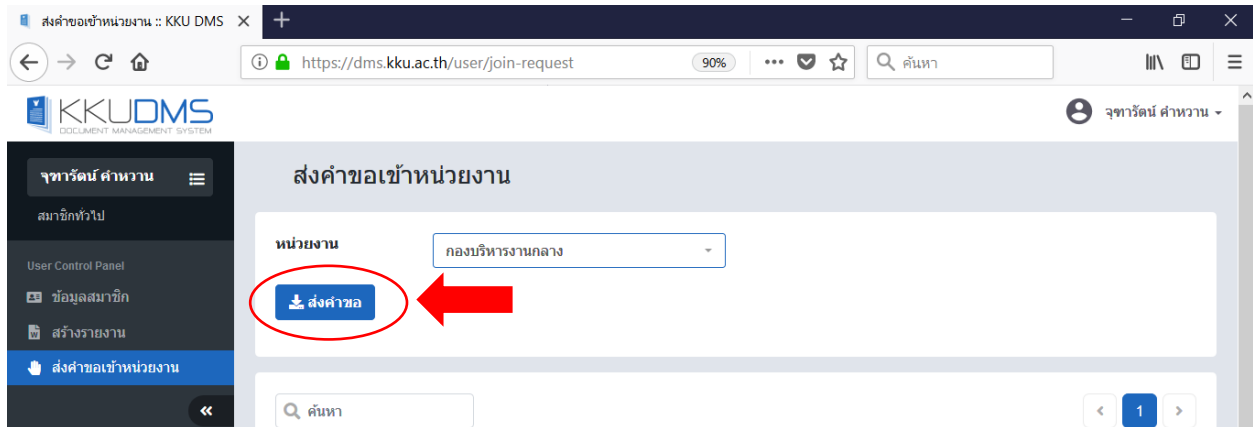 ส่งคำขอเข้าหน่วยงาน :: KKU DMS
https://dms.kku.ac.th/user/join-request
90%
ค้นหา
KKUDMS
DOCUMENT MANAGEMENT SYSTEM
จุฑารัตน์ คำหวาน
จุฑารัตน์ คำหวาน
สมาชิกทั่วไป
User Control Panel
ข้อมูลสมาชิก
สร้างรายงาน
ส่งคำขอเข้าหน่วยงาน
ส่งคำขอเข้าหน่วยงาน
หน่วยงาน
กองบริหารงานกลาง
ส่งคำขอ
ค้นหา
1